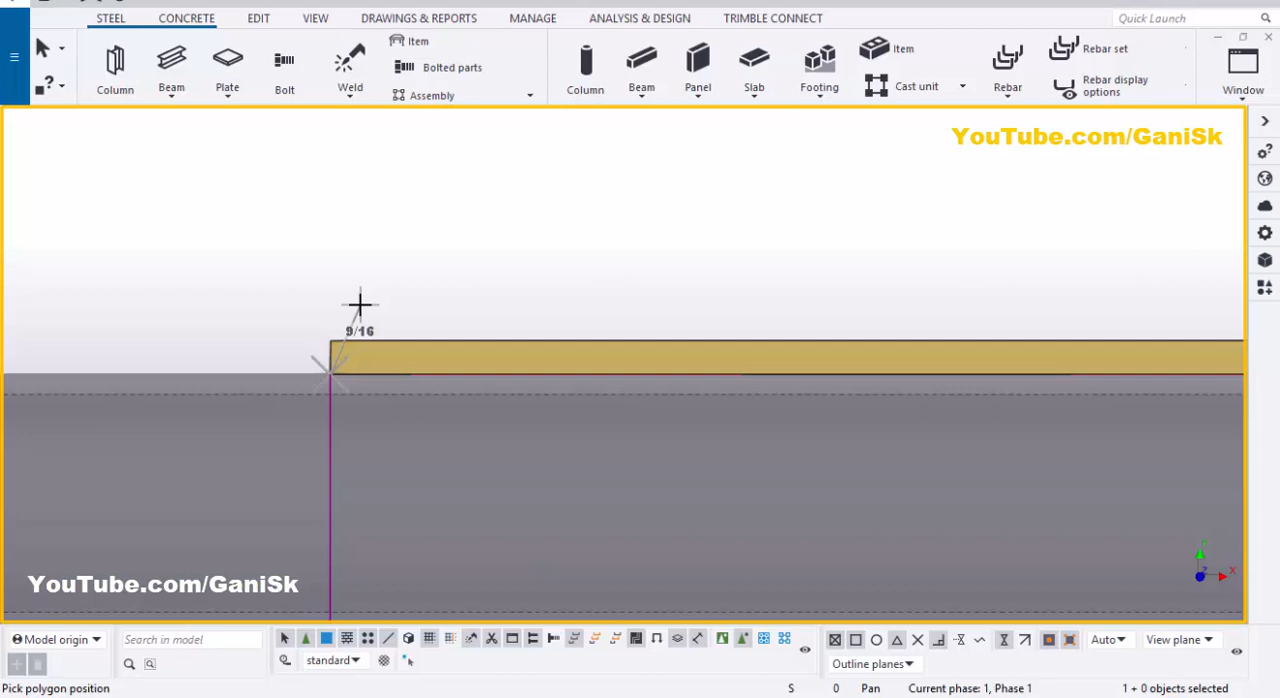 STEEL CONCRETE EDIT VIEW DRAWINGS & REPORTS MANAGE ANALYSIS & DESIGN TRIMBLE CONNECT Quick Launch
Item Item Rebar set
Bolted parts Rebar display options
Column Beam Plate Bolt Weld Assembly Column Beam Panel Slab Footing Cast unit Rebar Window
YouTube.com/GaniSk
9/16
YouTube.com/GaniSk
Model origin Search in model Auto View plane
standard Outline planes
Pick polygon position S 0 Pan Current phase: 1, Phase 1 1 + 0 objects selected